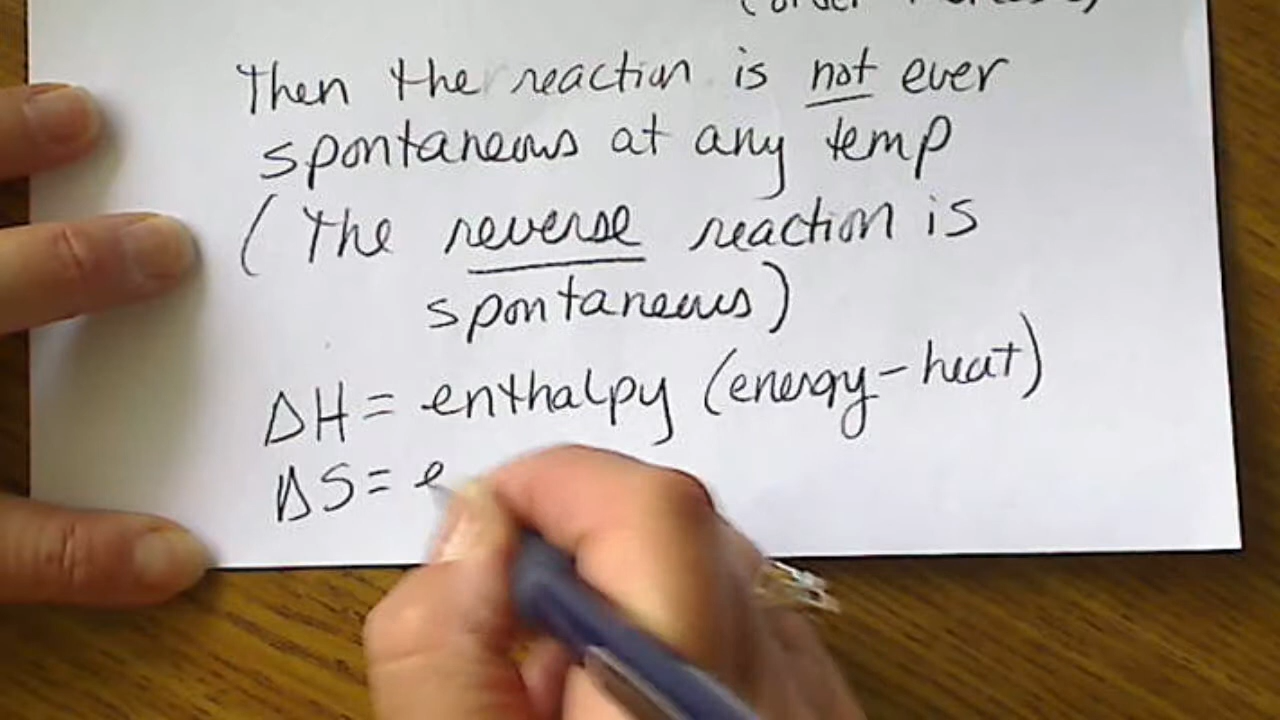 (order
Then the reaction is not ever
spontaneous at any temp
(The reverse reaction is
spontaneous)
ΔH = enthalpy (energy-heat)
ΔS = e